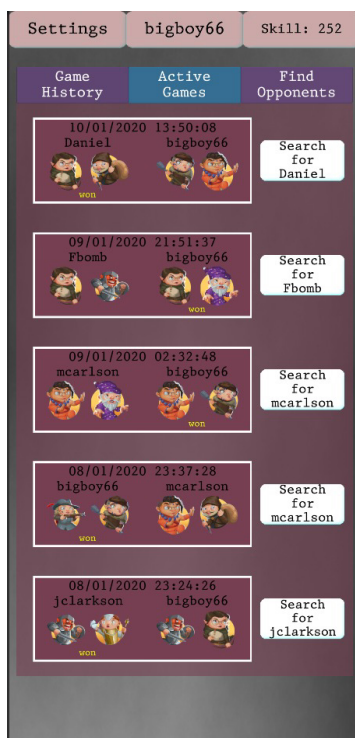 Settings bigboy66 Skill: 252
Game History
Active Games
Find Opponents
10/01/2020 13:50:08
Daniel bigboy66
won
Search for Daniel
09/01/2020 21:51:37
Fbomb bigboy66
won
Search for Fbomb
09/01/2020 02:32:48
mcarlson bigboy66
won
Search for mcarlson
08/01/2020 23:37:28
bigboy66 mcarlson
won
Search for mcarlson
08/01/2020 23:24:26
jclarkson bigboy66
won
Search for jclarkson